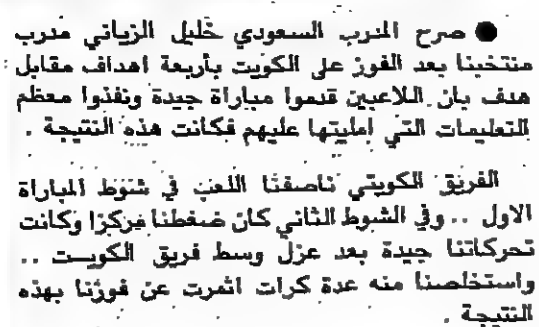 ● صرح المدرب السعودي خليل الزياني مدرب
منتخبنا بعد الفوز على الكويت بأربعة اهداف مقابل
هدف بان اللاعبين قدموا مباراة جيدة ونفذوا معظم
التعليمات التي امليتها عليهم فكانت هذه النتيجة .
الفريق الكويتي ناصفنا اللعب في شوط المباراة
الاول .. وفي الشوط الثاني كان ضغطنا مركزا وكانت
تحركاتنا جيدة بعد عزل وسط فريق الكويت ..
واستخلصنا منه عدة كرات اثمرت عن فوزنا بهذه
النتيجة .